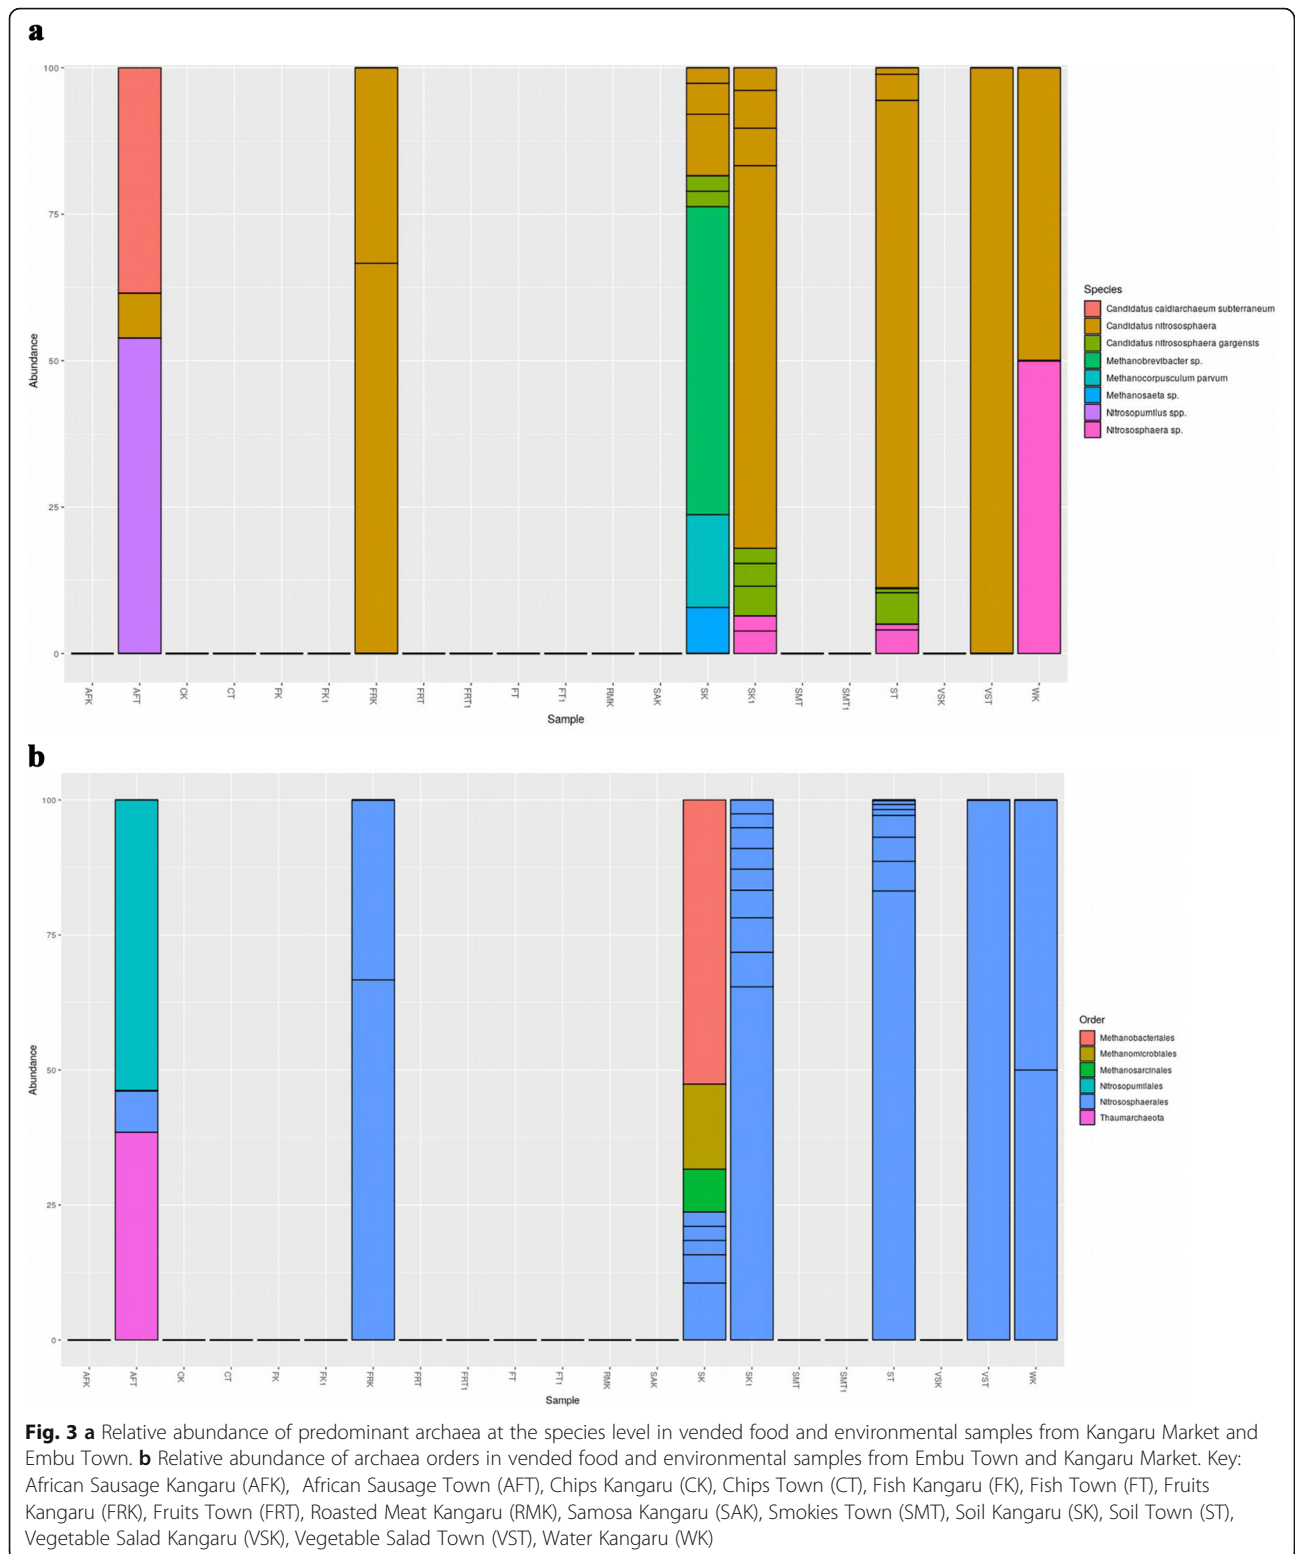 a
100
75
50
25
0
Abundance
AFK AFT CK CT FK FK1 FRK FRT FRT1 FT FT1 RMK SAK SK SK1 SMT SMT1 ST VSK VST WK
Sample
Species
Candidatus caldiarchaeum subterraneum
Candidatus nitrososphaera
Candidatus nitrososphaera gargensis
Methanobrevibacter sp.
Methanocorpusculum parvum
Methanosaeta sp.
Nitrosopumilus spp.
Nitrososphaera sp.
b
100
75
50
25
0
Abundance
AFK AFT CK CT FK FK1 FRK FRT FRT1 FT FT1 RMK SAK SK SK1 SMT SMT1 ST VSK VST WK
Sample
Order
Methanobacteriales
Methanomicrobiales
Methanosarcinales
Nitrosopumilales
Nitrososphaerales
Thaumarchaeota
Fig. 3 a Relative abundance of predominant archaea at the species level in vended food and environmental samples from Kangaru Market and
Embu Town. b Relative abundance of archaea orders in vended food and environmental samples from Embu Town and Kangaru Market. Key:
African Sausage Kangaru (AFK), African Sausage Town (AFT), Chips Kangaru (CK), Chips Town (CT), Fish Kangaru (FK), Fish Town (FT), Fruits
Kangaru (FRK), Fruits Town (FRT), Roasted Meat Kangaru (RMK), Samosa Kangaru (SAK), Smokies Town (SMT), Soil Kangaru (SK), Soil Town (ST),
Vegetable Salad Kangaru (VSK), Vegetable Salad Town (VST), Water Kangaru (WK)